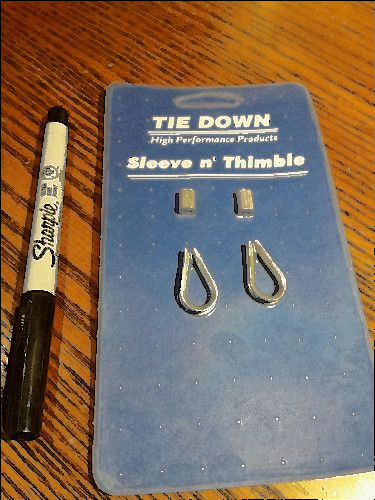 TIE DOWN
High Performance Products
Sleeve n' Thimble
Sharpie